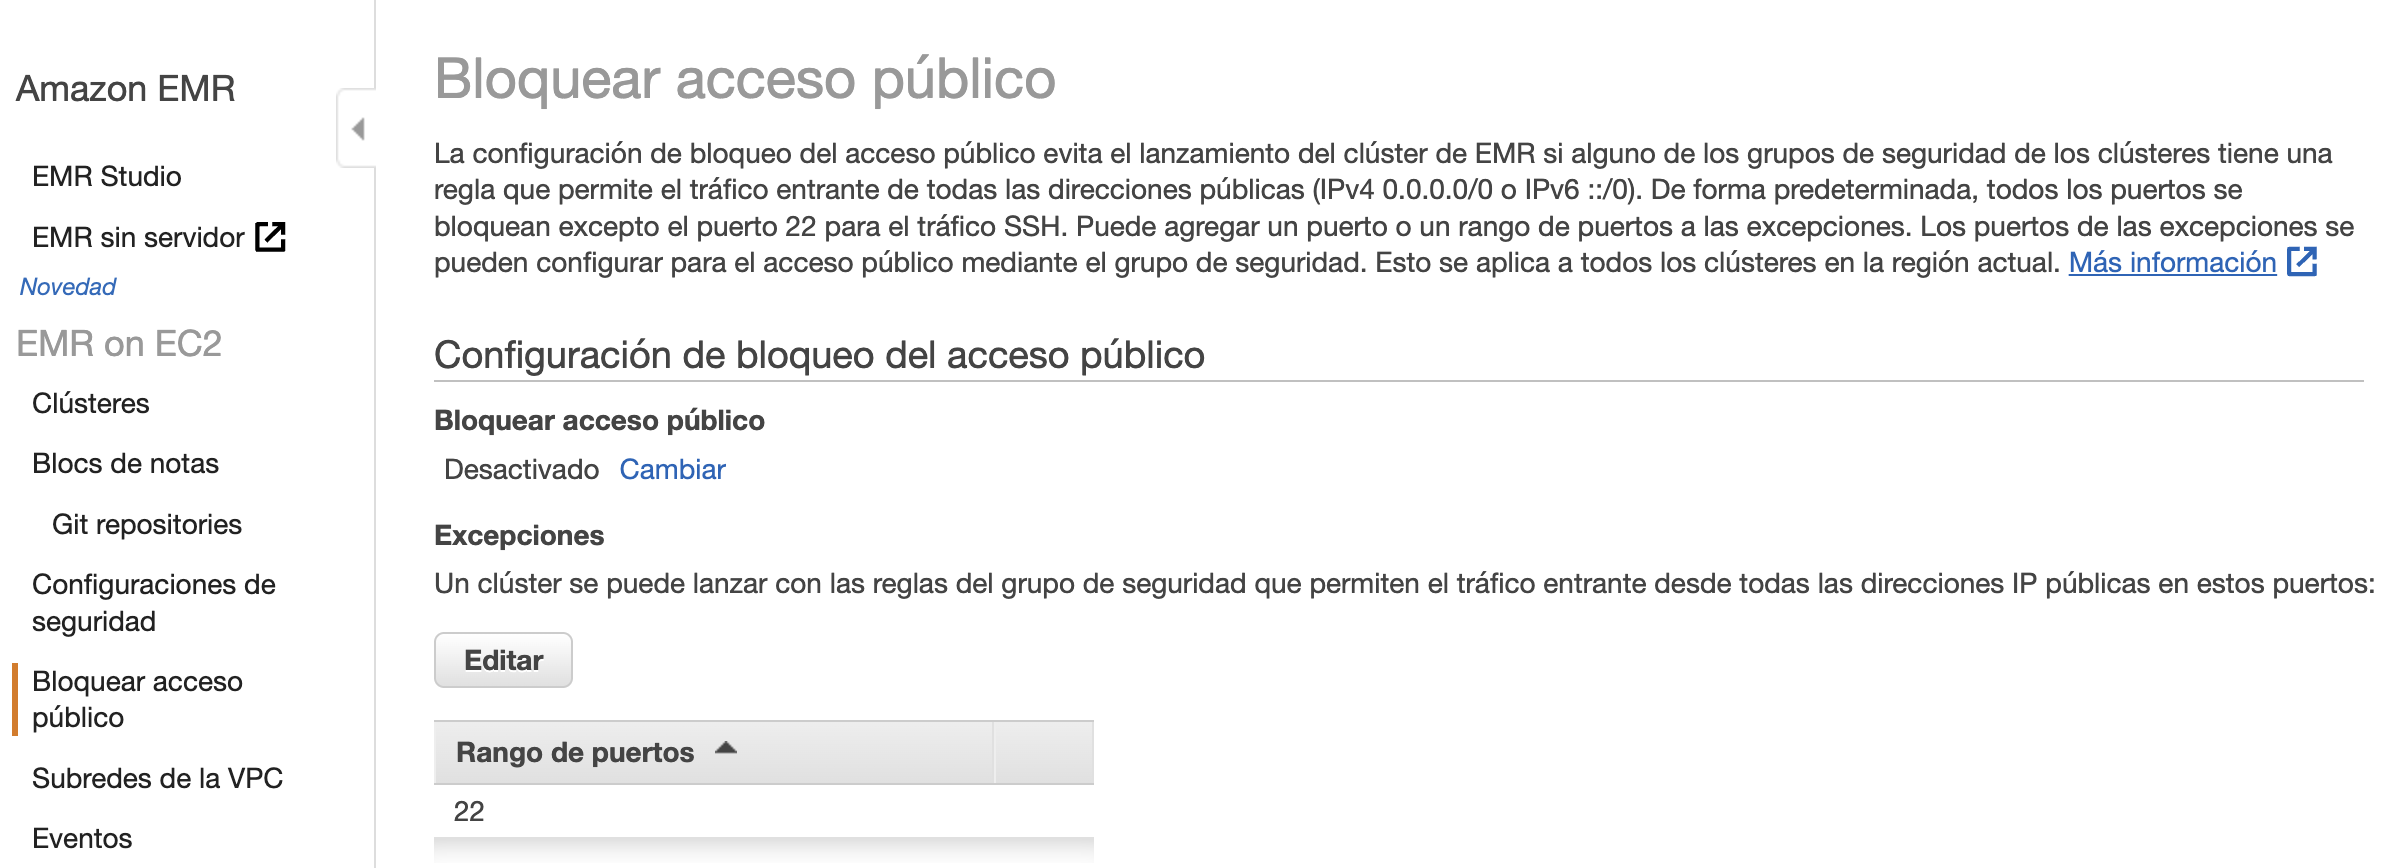 Amazon EMR
EMR Studio
EMR sin servidor
Novedad
EMR on EC2
Clústeres
Blocs de notas
Git repositories
Configuraciones de
seguridad
Bloquear acceso
público
Subredes de la VPC
Eventos
Bloquear acceso público
La configuración de bloqueo del acceso público evita el lanzamiento del clúster de EMR si alguno de los grupos de seguridad de los clústeres tiene una
regla que permite el tráfico entrante de todas las direcciones públicas (IPv4 0.0.0.0/0 o IPv6 ::/0). De forma predeterminada, todos los puertos se
bloquean excepto el puerto 22 para el tráfico SSH. Puede agregar un puerto o un rango de puertos a las excepciones. Los puertos de las excepciones se
pueden configurar para el acceso público mediante el grupo de seguridad. Esto se aplica a todos los clústeres en la región actual. Más información
Configuración de bloqueo del acceso público
Bloquear acceso público
Desactivado Cambiar
Excepciones
Un clúster se puede lanzar con las reglas del grupo de seguridad que permiten el tráfico entrante desde todas las direcciones IP públicas en estos puertos:
Editar
Rango de puertos
22